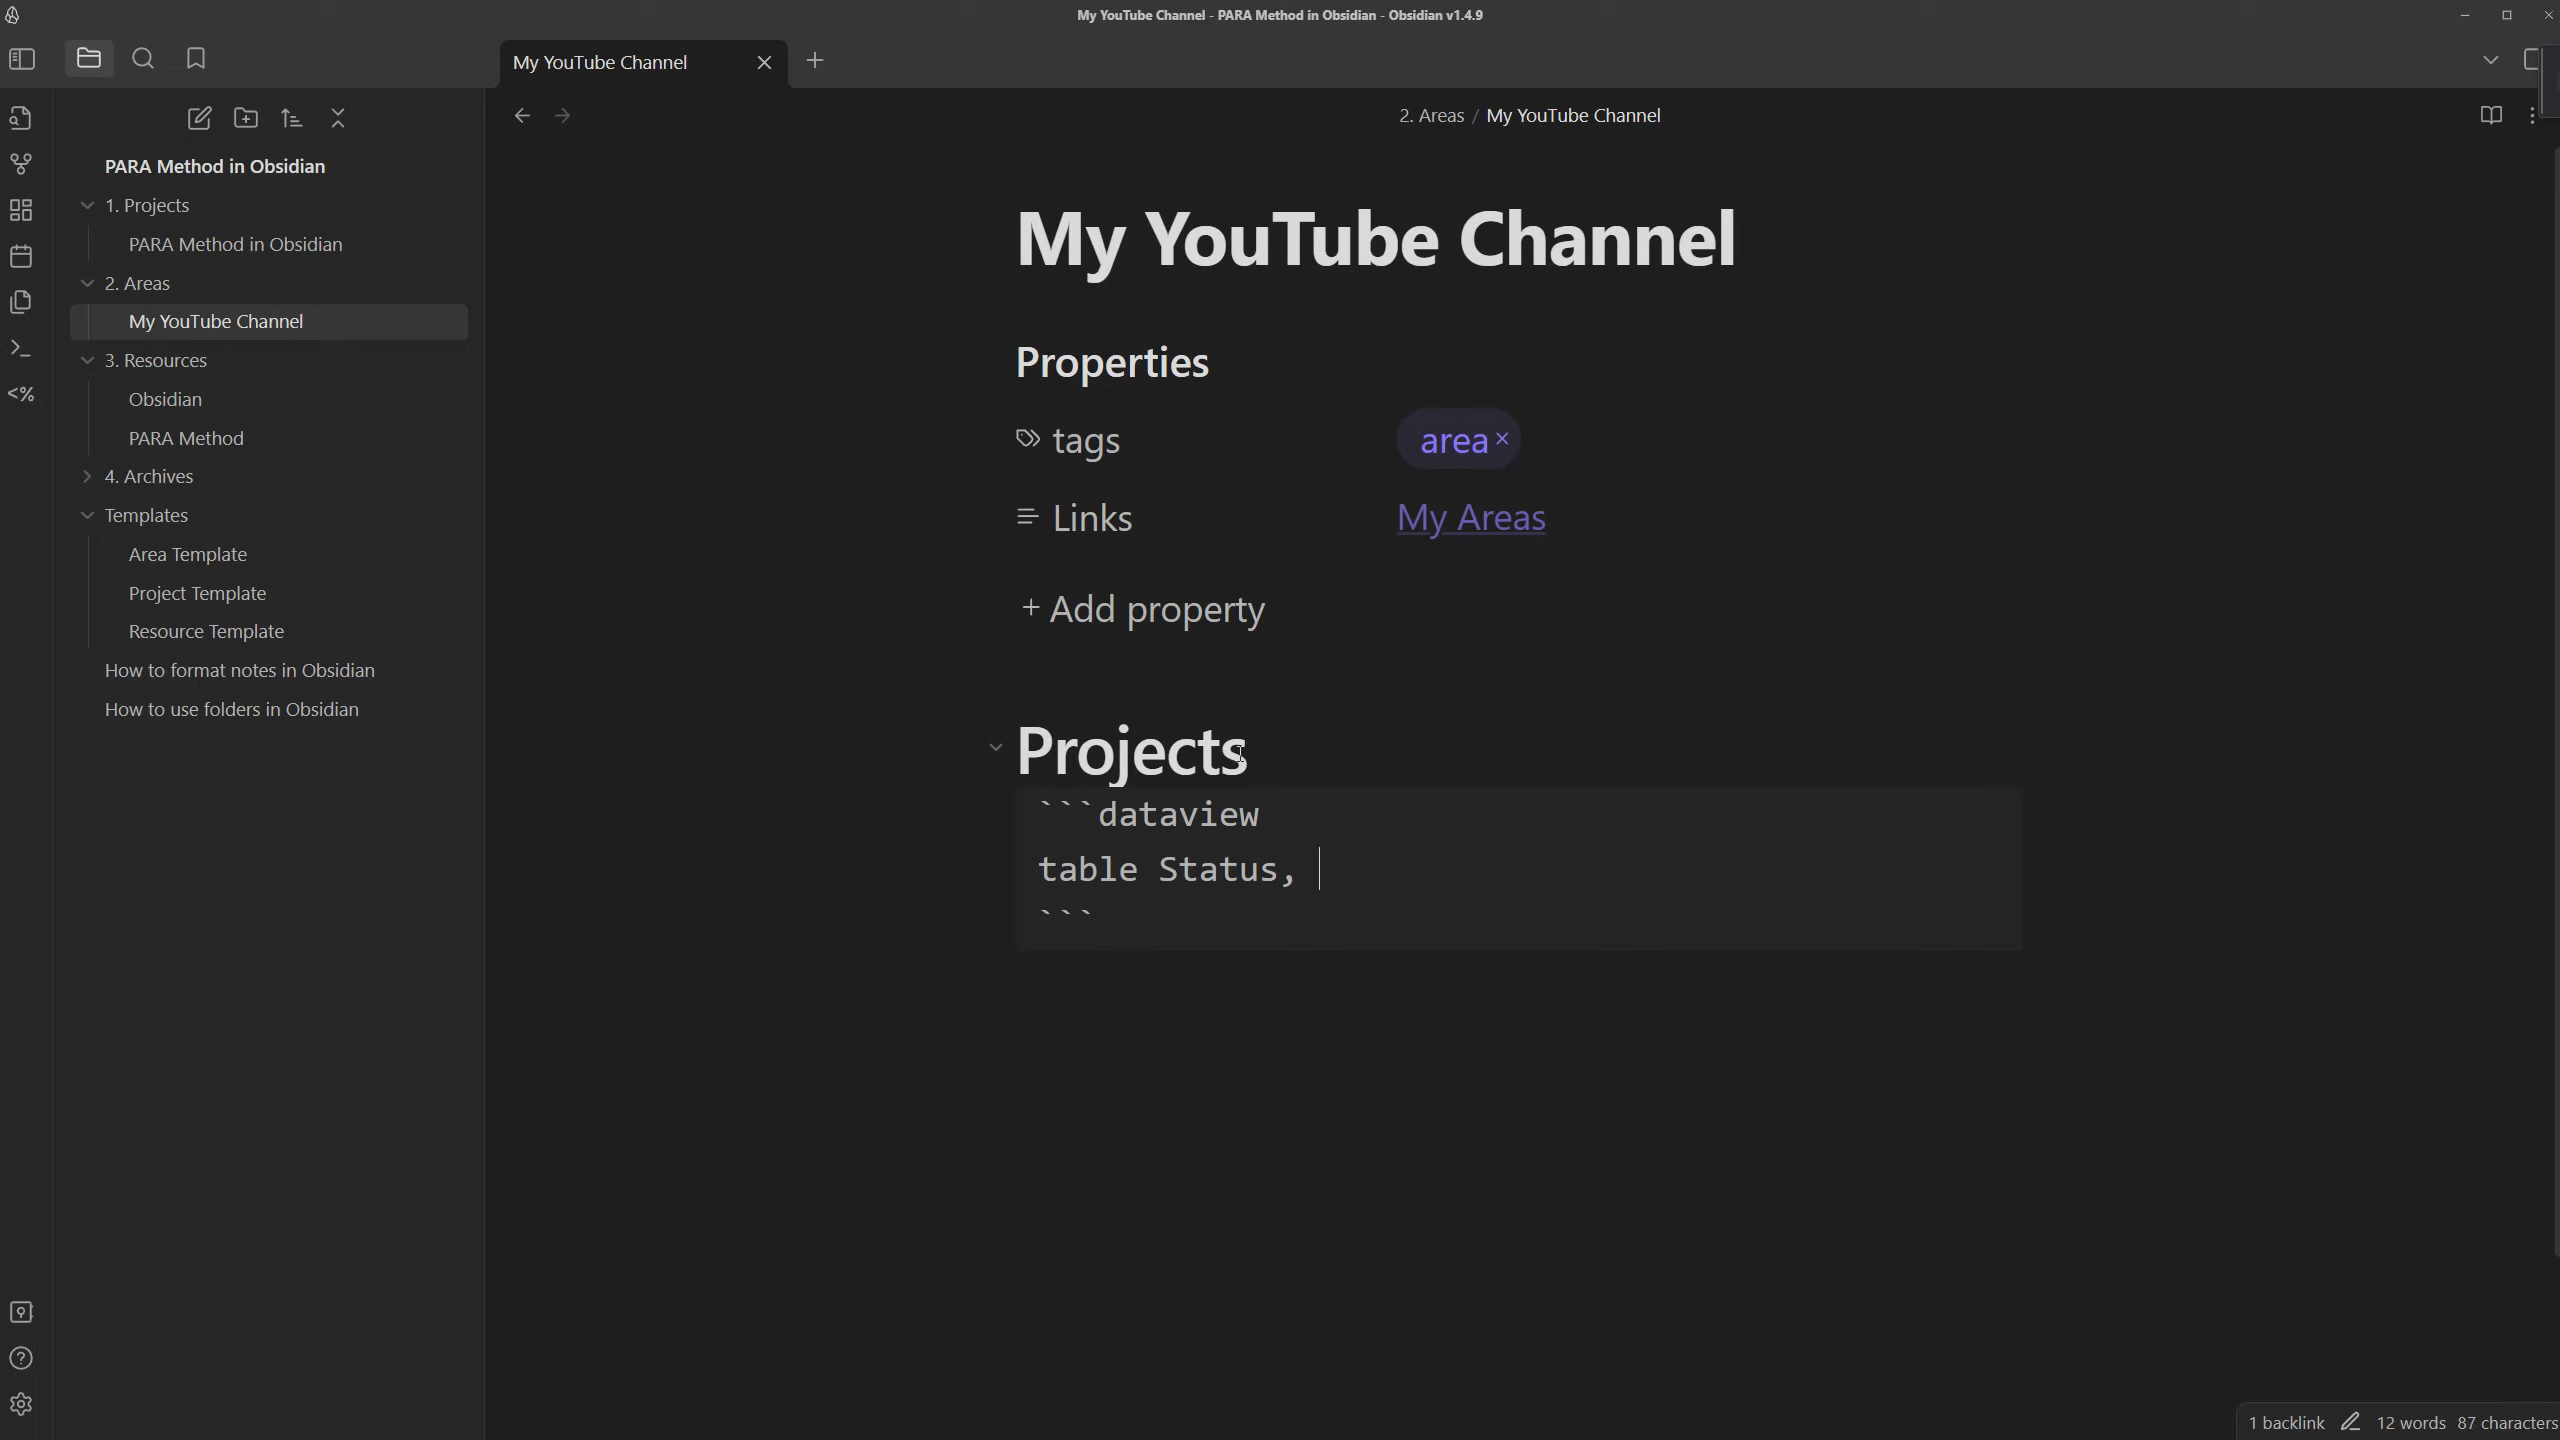 My YouTube Channel - PARA Method in Obsidian - Obsidian v1.4.9
My YouTube Channel
2. Areas / My YouTube Channel
PARA Method in Obsidian
1. Projects
PARA Method in Obsidian
2. Areas
My YouTube Channel
3. Resources
Obsidian
PARA Method
4. Archives
Templates
Area Template
Project Template
Resource Template
How to format notes in Obsidian
How to use folders in Obsidian
My YouTube Channel
Properties
tags area
Links My Areas
+ Add property
Projects
```dataview
table Status,
```
1 backlink 12 words 87 characters